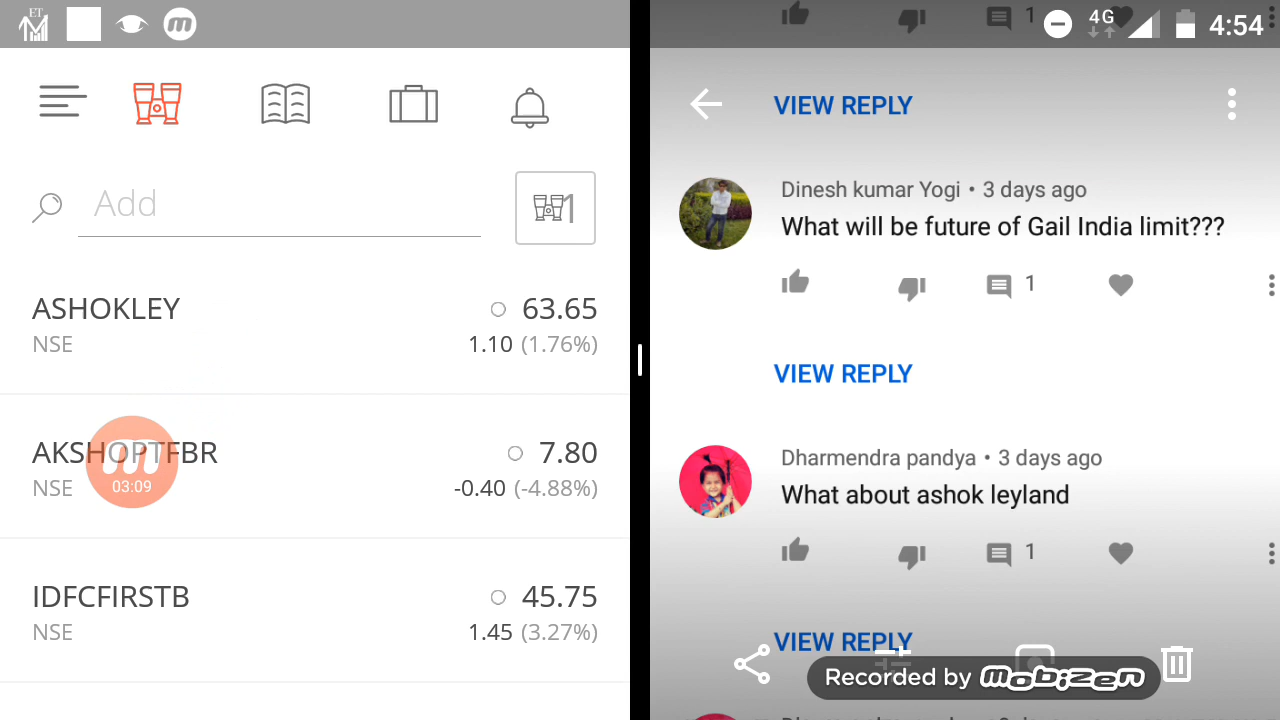 ET
m
1
4G
4:54
VIEW REPLY
Add
1
Dinesh kumar Yogi • 3 days ago
What will be future of Gail India limit???
1
ASHOKLEY
63.65
NSE
1.10 (1.76%)
VIEW REPLY
AKSHOPTFBR
7.80
NSE
-0.40 (-4.88%)
m
03:09
Dharmendra pandya • 3 days ago
What about ashok leyland
1
IDFCFIRSTB
45.75
NSE
1.45 (3.27%)
VIEW REPLY
Recorded by mobizen